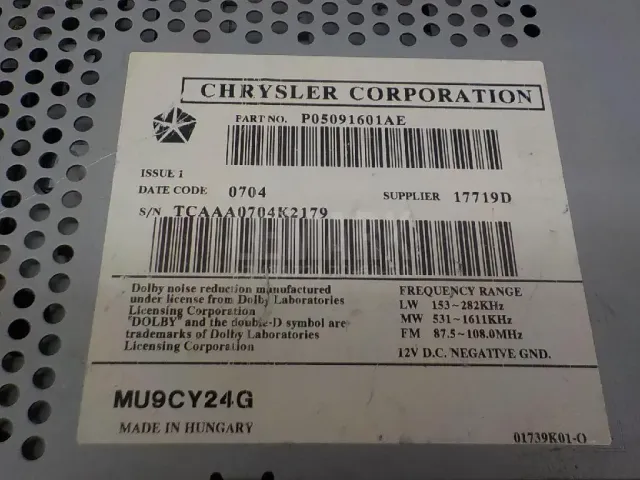 CHRYSLER CORPORATION
PART NO. P05091601AE
ISSUE 1
DATE CODE 0704 SUPPLIER 17719D
S/N TCAAA0704K2179
Dolby noise reduction manufactured
under license from Dolby Laboratories
Licensing Corporation
"DOLBY" and the double-D symbol are
trademarks of Dolby Laboratories
Licensing Corporation
FREQUENCY RANGE
LW 153~282KHz
MW 531~1611KHz
FM 87.5~108.0MHz
12V D.C. NEGATIVE GND.
MU9CY24G
MADE IN HUNGARY
01739K01-O